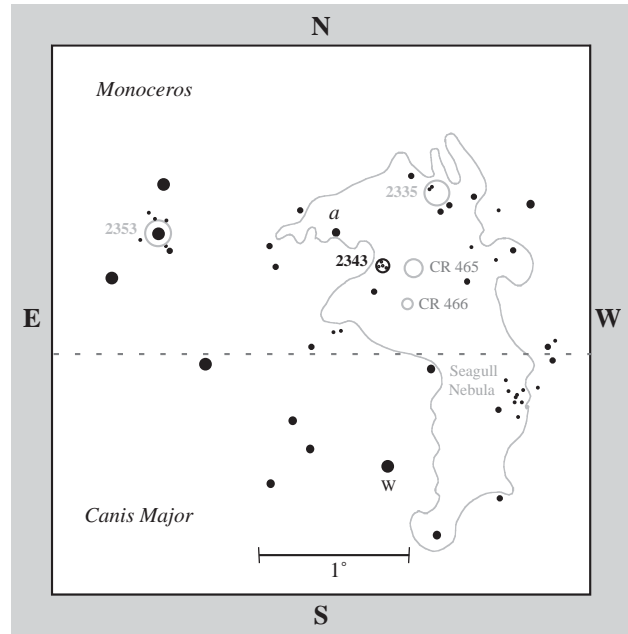 N
Monoceros
2335
2353
a
2343
CR 465
CR 466
E
W
Seagull
Nebula
W
Canis Major
1°
S